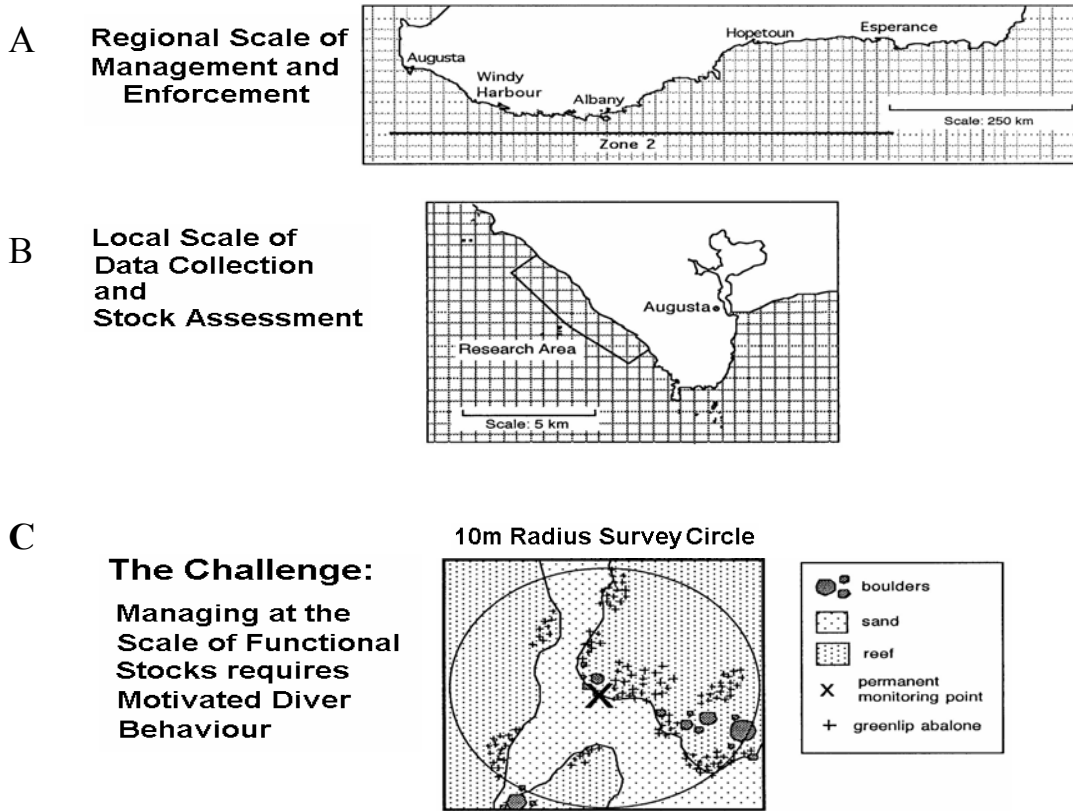 A
Regional Scale of
Management and
Enforcement
Augusta
Windy
Harbour
Albany
Hopetoun
Esperance
Scale: 250 km
Zone 2
B
Local Scale of
Data Collection
and
Stock Assessment
Augusta
Research Area
Scale: 5 km
C
The Challenge:
Managing at the
Scale of Functional
Stocks requires
Motivated Diver
Behaviour
10m Radius Survey Circle
boulders
sand
reef
permanent
monitoring point
greenlip abalone